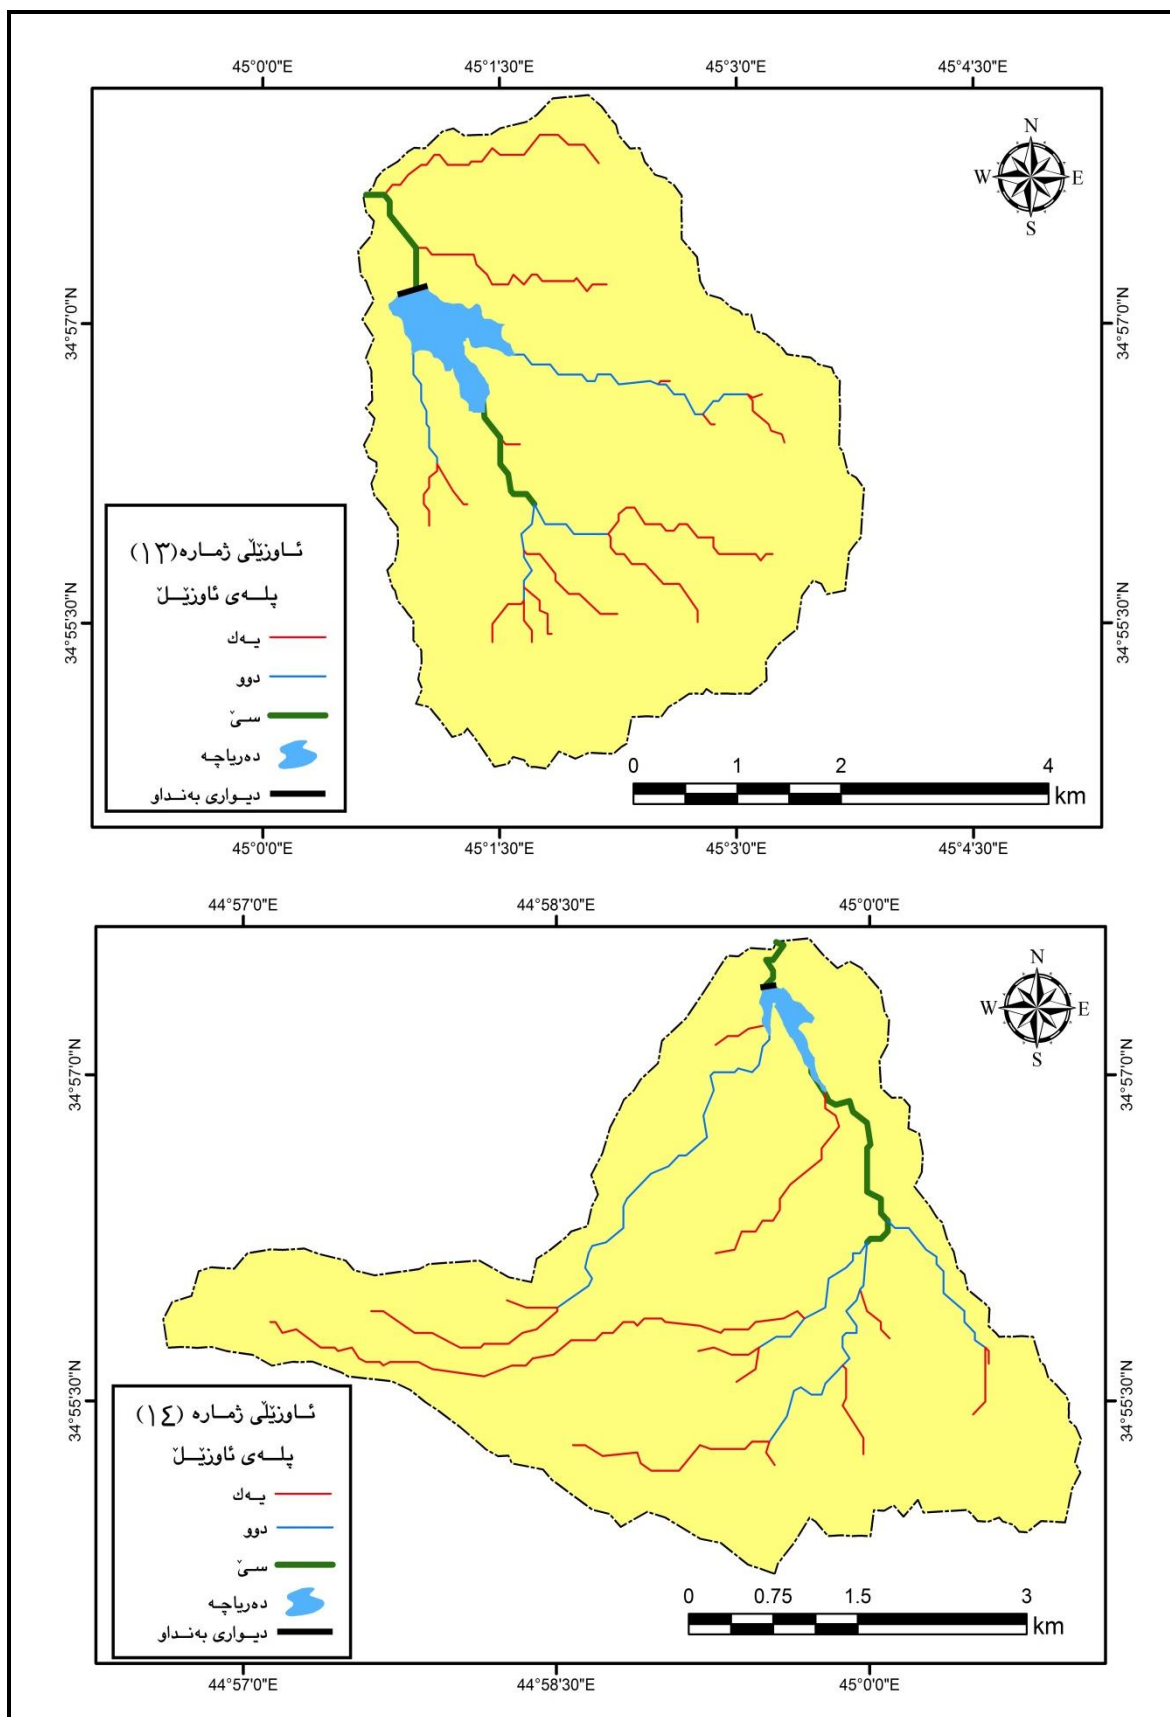 45°0'0"E 45°1'30"E 45°3'0"E 45°4'30"E
N
W E
S
34°57'0"N 34°57'0"N
34°55'30"N 34°55'30"N
ئاوزێڵی ژمارە(١٣)
پلەی ئاوزێڵ
یەك
دوو
سێ
دەریاچە
دیواری بەنداو
0 1 2 4
km
45°0'0"E 45°1'30"E 45°3'0"E 45°4'30"E
44°57'0"E 44°58'30"E 45°0'0"E
N
W E
S
34°57'0"N 34°57'0"N
34°55'30"N 34°55'30"N
ئاوزێڵی ژمارە (١٤)
پلەی ئاوزێڵ
یەك
دوو
سێ
دەریاچە
دیواری بەنداو
0 0.75 1.5 3
km
44°57'0"E 44°58'30"E 45°0'0"E